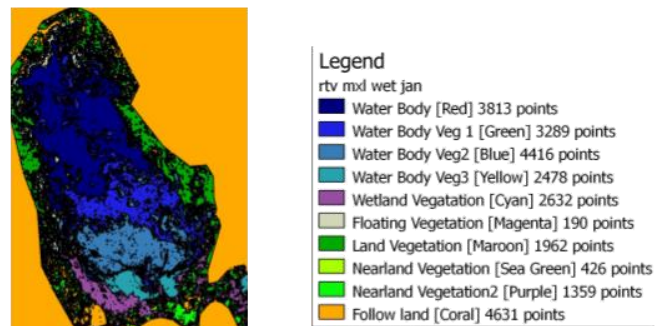 Legend
rtv mxl wet jan
Water Body [Red] 3813 points
Water Body Veg 1 [Green] 3289 points
Water Body Veg2 [Blue] 4416 points
Water Body Veg3 [Yellow] 2478 points
Wetland Vegatation [Cyan] 2632 points
Floating Vegetation [Magenta] 190 points
Land Vegetation [Maroon] 1962 points
Nearland Vegetation [Sea Green] 426 points
Nearland Vegetation2 [Purple] 1359 points
Follow land [Coral] 4631 points